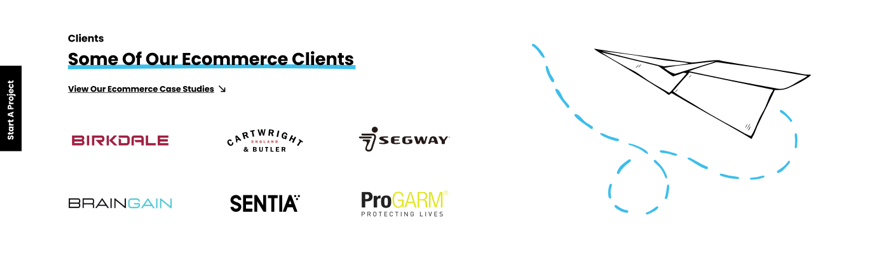 Clients
Some Of Our Ecommerce Clients
View Our Ecommerce Case Studies
Start A Project
BIRKDALE
CARTWRIGHT
ENGLAND
& BUTLER
SEGWAY
BRAINGAIN
SENTIA
ProGARM
PROTECTING LIVES